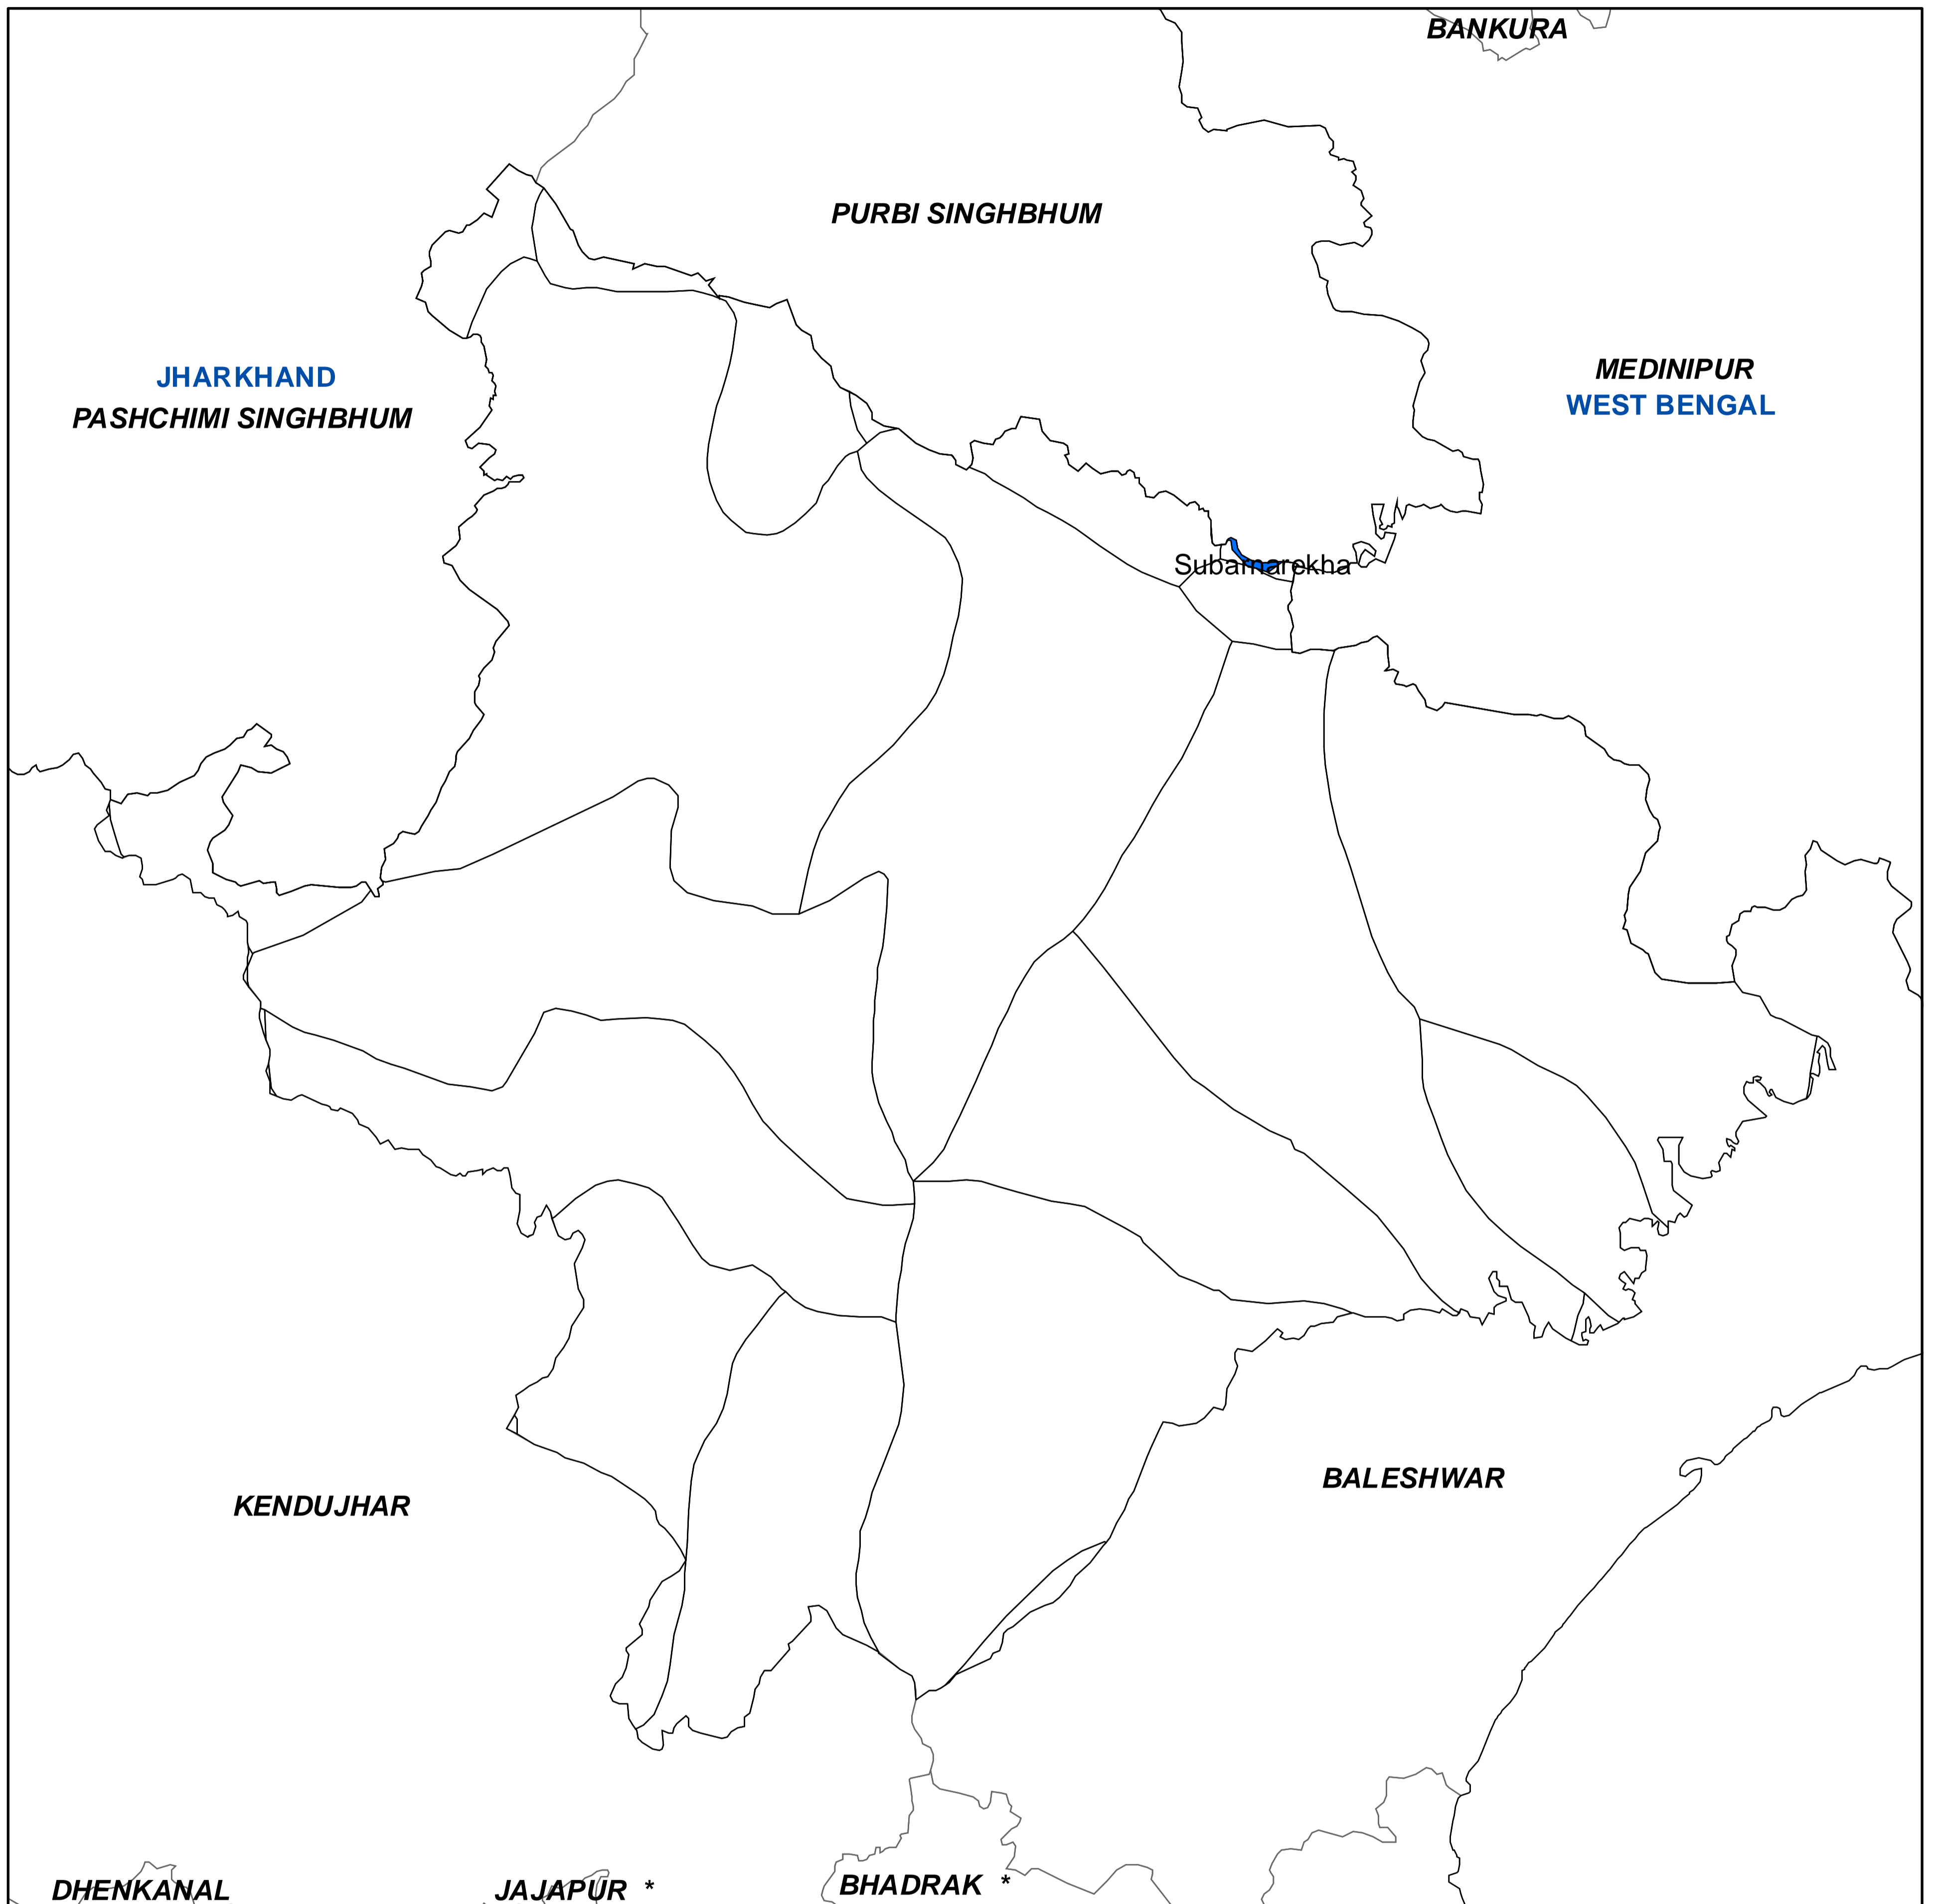 BANKURA
PURBI SINGHBHUM
JHARKHAND
PASHCHIMI SINGHBHUM
MEDINIPUR
WEST BENGAL
Subarnarekha
KENDUJHAR
BALESHWAR
DHENKANAL
JAJAPUR *
BHADRAK *